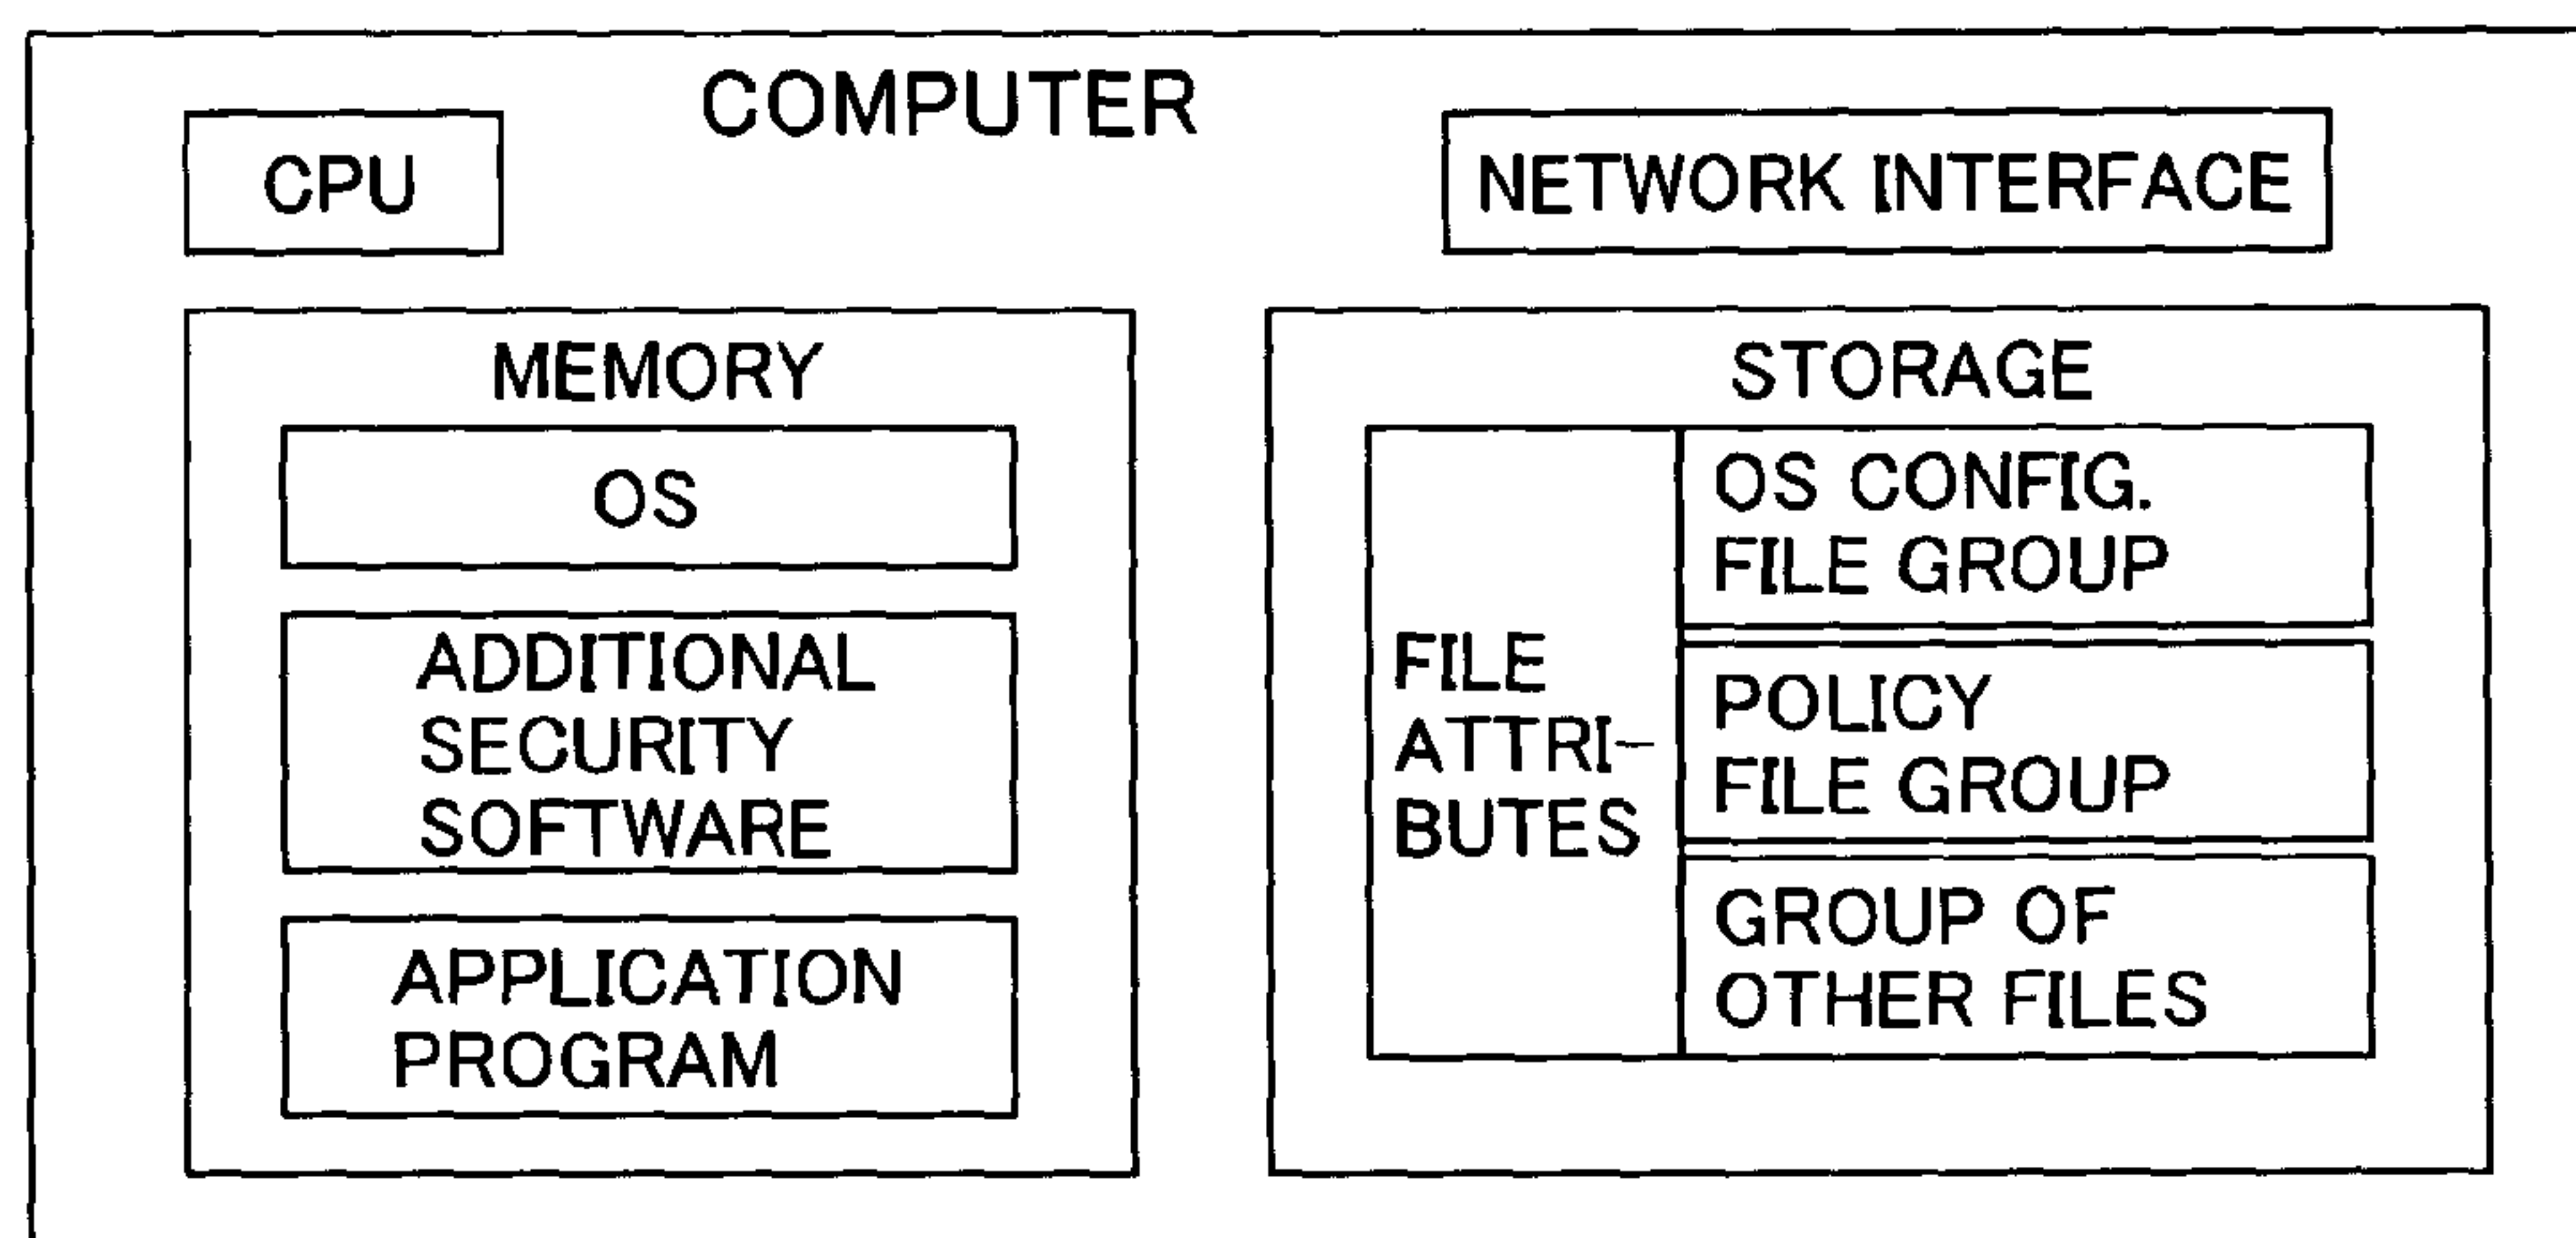 COMPUTER
CPU
NETWORK INTERFACE
MEMORY
OS
ADDITIONAL
SECURITY
SOFTWARE
APPLICATION
PROGRAM
STORAGE
FILE
ATTRI-
BUTES
OS CONFIG.
FILE GROUP
POLICY
FILE GROUP
GROUP OF
OTHER FILES